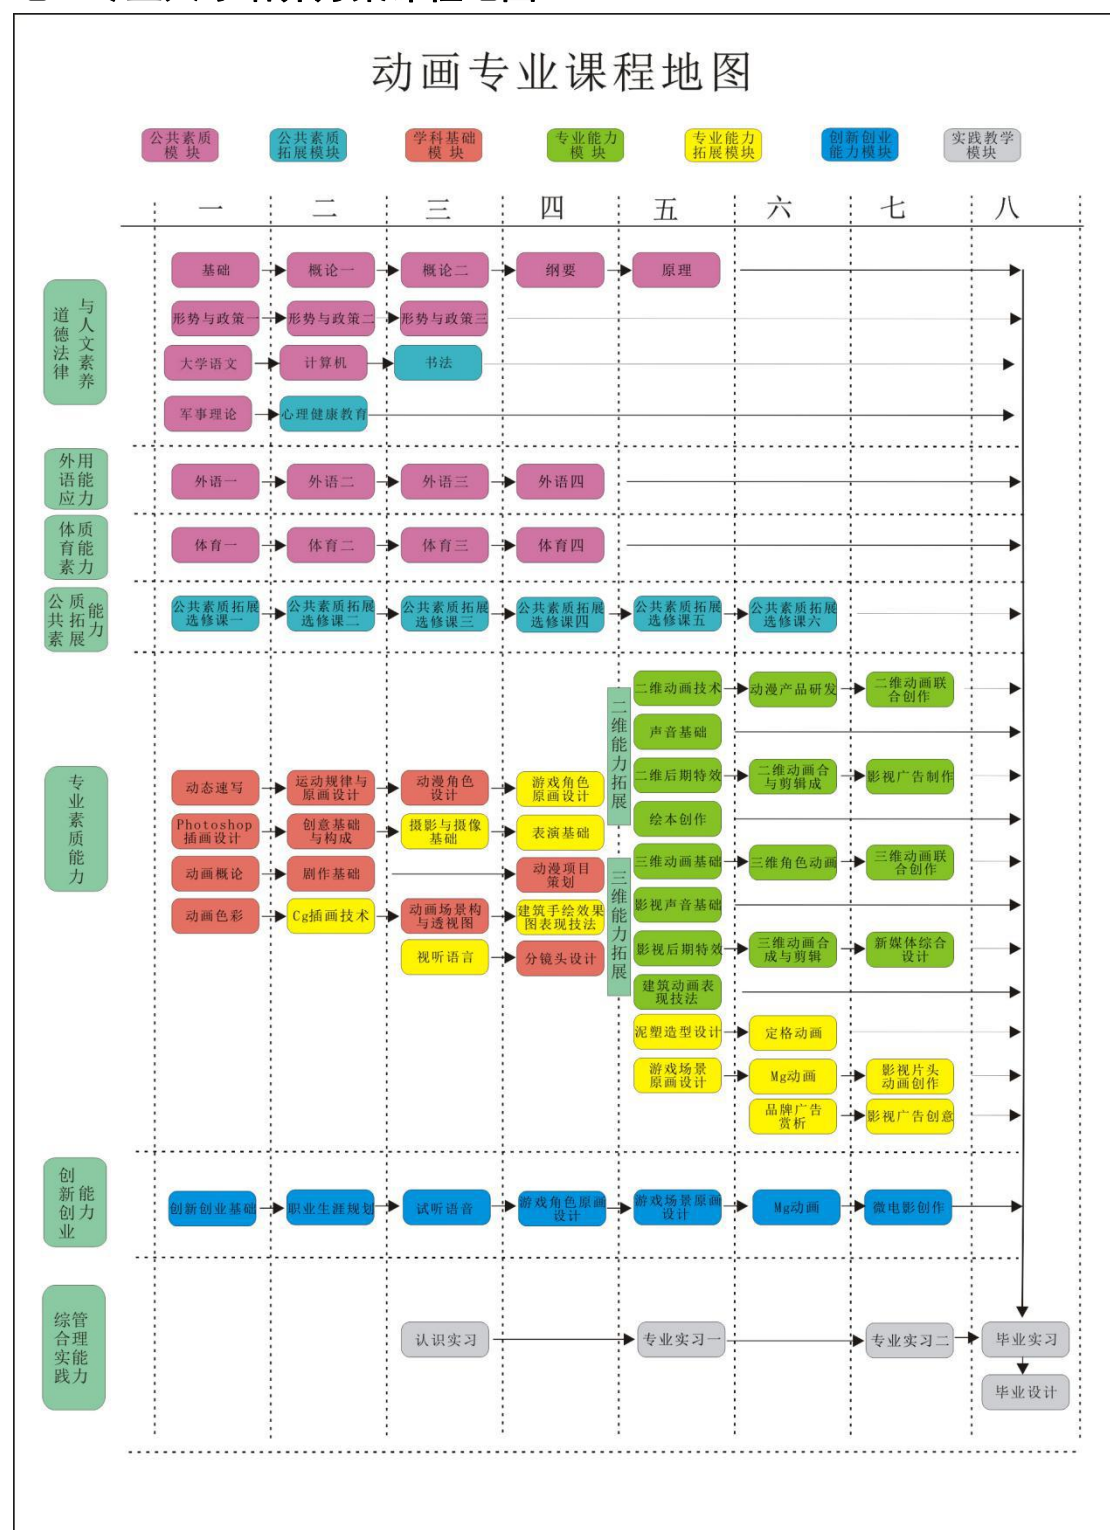 动画专业课程地图
公共素质
模 块
公共素质
拓展模块
学科基础
模 块
专业能力
模 块
专业能力
拓展模块
创新创业
能力模块
实践教学
模块
一
二
三
四
五
六
七
八
道德法律
与人文素养
基础
概论一
概论二
纲要
原理
形势与政策一
形势与政策二
形势与政策三
大学语文
计算机
书法
军事理论
心理健康教育
外用
语能
应力
外语一
外语二
外语三
外语四
体质
育能
素力
体育一
体育二
体育三
体育四
公共素
质拓展
能力
公共素质拓展
选修课一
公共素质拓展
选修课二
公共素质拓展
选修课三
公共素质拓展
选修课四
公共素质拓展
选修课五
公共素质拓展
选修课六
专业素质能力
二维能力拓展
三维能力拓展
二维动画技术
动漫产品研发
二维动画联
合创作
声音基础
动态速写
运动规律与
原画设计
动漫角色
设计
游戏角色
原画设计
二维后期特效
二维动画合
与剪辑成
影视广告制作
Photoshop
插画设计
创意基础
与构成
摄影与摄像
基础
表演基础
绘本创作
动画概论
剧作基础
动漫项目
策划
三维动画基础
三维角色动画
三维动画联
合创作
动画色彩
Cg插画技术
动画场景构
与透视图
建筑手绘效果
图表现技法
影视声音基础
视听语言
分镜头设计
影视后期特效
三维动画合
成与剪辑
新媒体综合
设计
建筑动画表
现技法
泥塑造型设计
定格动画
游戏场景
原画设计
Mg动画
影视片头
动画创作
品牌广告
赏析
影视广告创意
创新创业
能力
创新创业基础
职业生涯规划
试听语音
游戏角色原画
设计
游戏场景原画
设计
Mg动画
微电影创作
综管
合理
实能
践力
认识实习
专业实习一
专业实习二
毕业实习
毕业设计